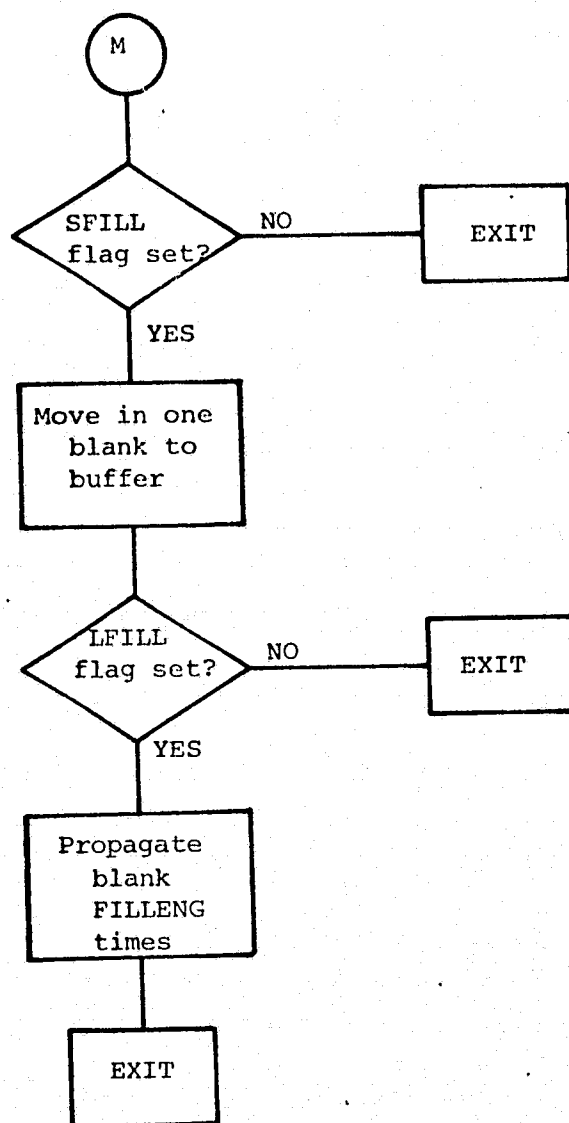 M
SFILL
flag set?
NO
EXIT
YES
Move in one
blank to
buffer
LFILL
flag set?
NO
EXIT
YES
Propagate
blank
FILLENG
times
EXIT